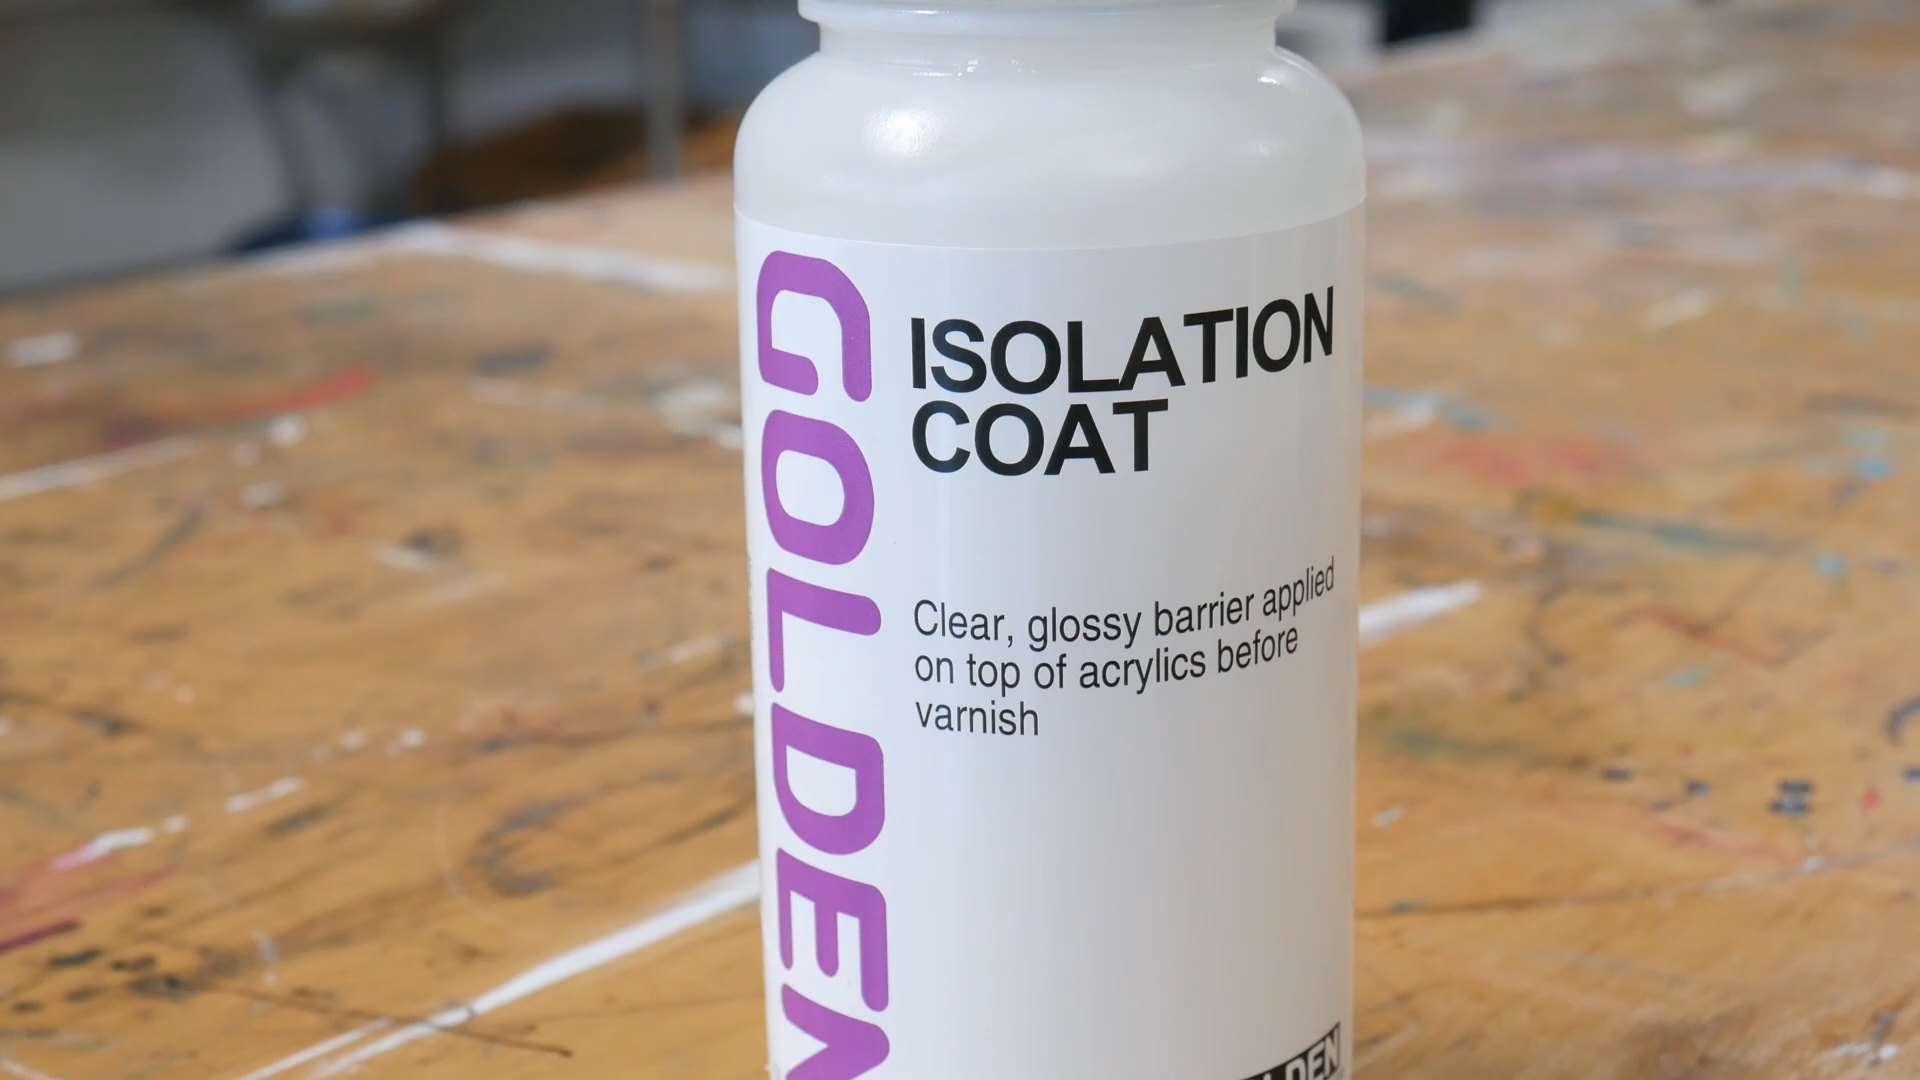 GOLDEN
ISOLATION
COAT
Clear, glossy barrier applied
on top of acrylics before
varnish